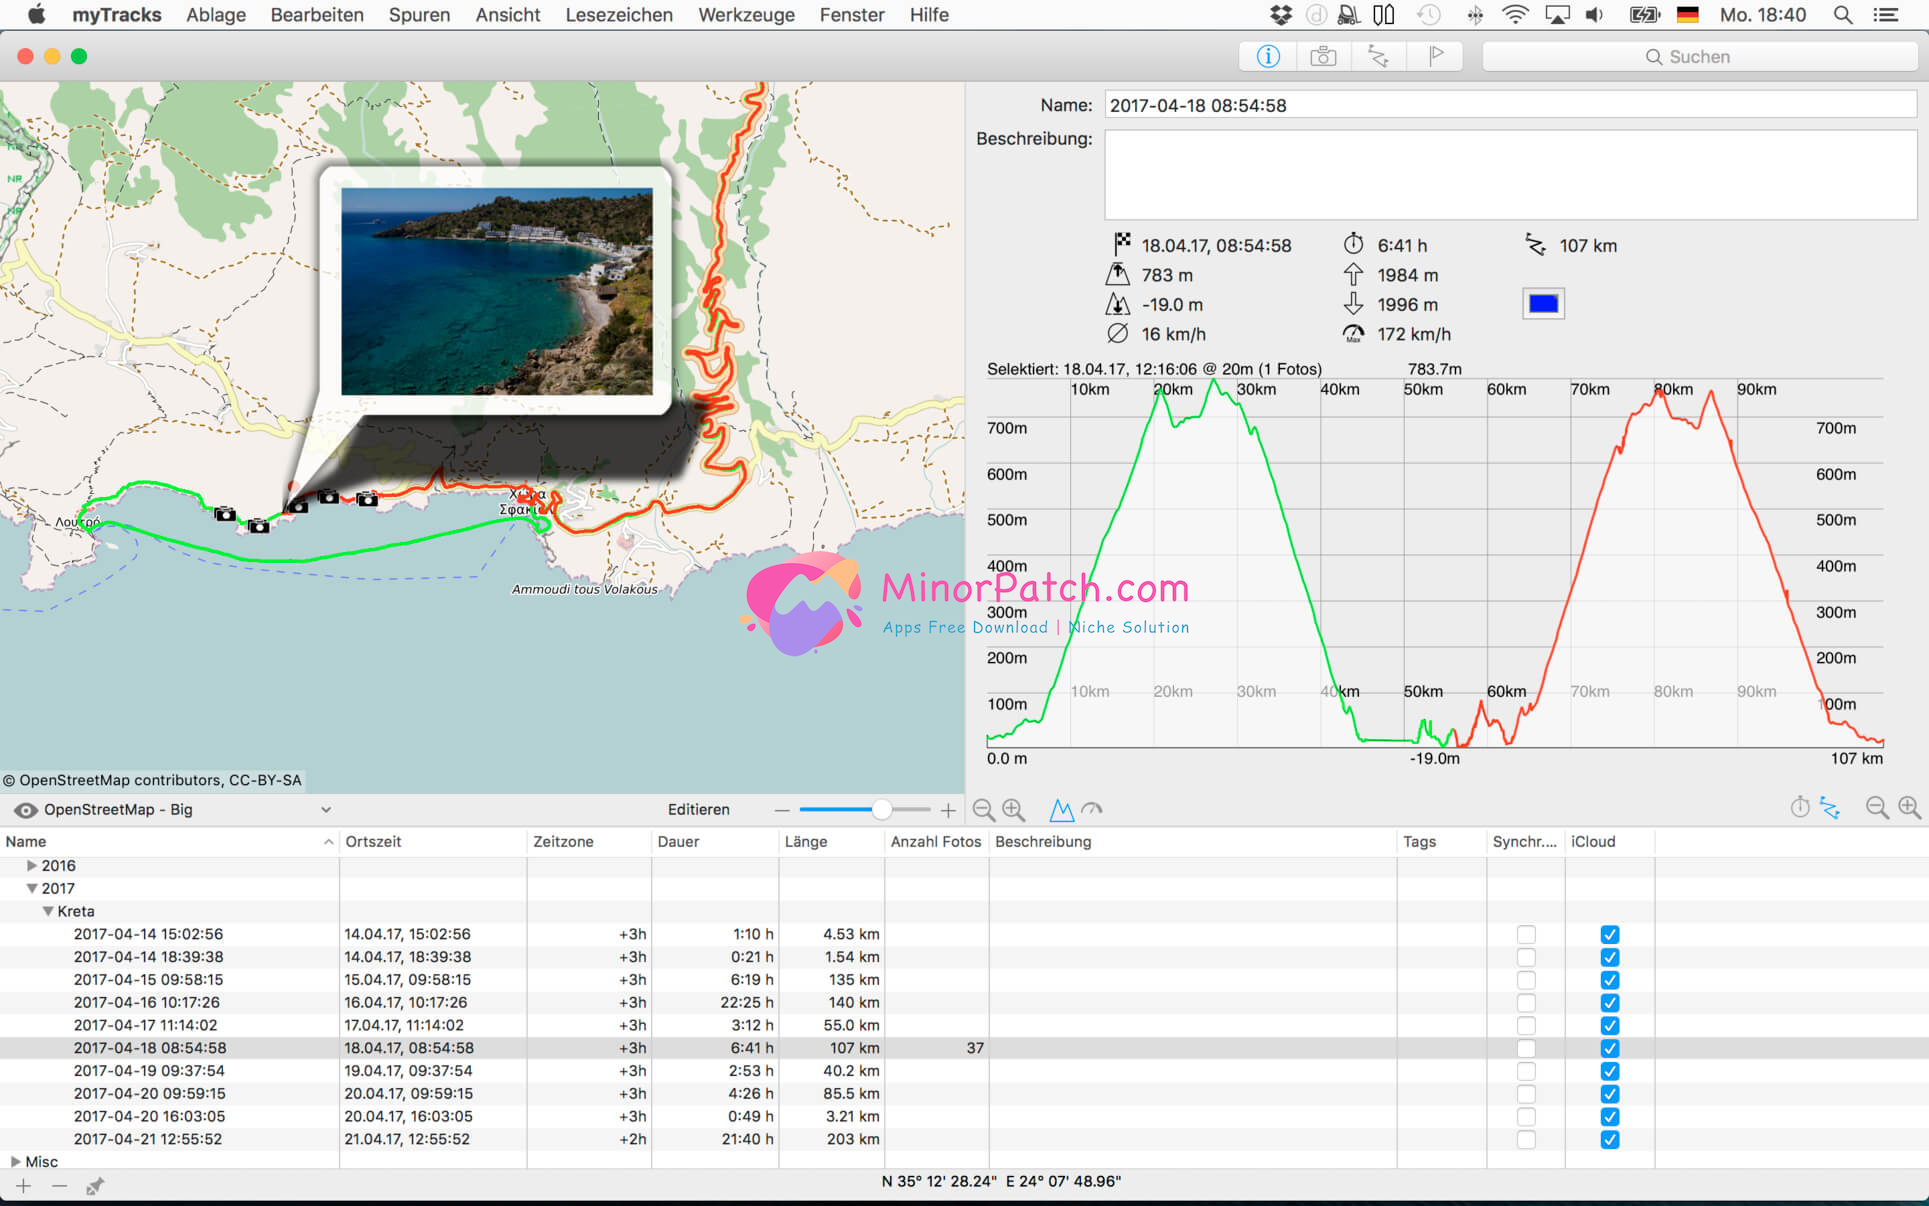 myTracks Ablage Bearbeiten Spuren Ansicht Lesezeichen Werkzeuge Fenster Hilfe Mo. 18:40
Suchen
Name: 2017-04-18 08:54:58
Beschreibung:
18.04.17, 08:54:58 6:41 h 107 km
783 m 1984 m
-19.0 m 1996 m
16 km/h Max 172 km/h
Selektiert: 18.04.17, 12:16:06 @ 20m (1 Fotos) 783.7m
10km 20km 30km 40km 50km 60km 70km 80km 90km
700m 700m
600m 600m
500m 500m
400m 400m
300m 300m
200m 200m
10km 20km 30km 40km 50km 60km 70km 80km 90km
100m 100m
0.0 m -19.0m 107 km
NR
NR
Λουτρό
Χώρα
Σφακίων
Ammoudi tous Volakous
MinorPatch.com
Apps Free Download | Niche Solution
© OpenStreetMap contributors, CC-BY-SA
OpenStreetMap - Big Editieren
Name Ortszeit Zeitzone Dauer Länge Anzahl Fotos Beschreibung Tags Synchr.... iCloud
2016
2017
Kreta
2017-04-14 15:02:56 14.04.17, 15:02:56 +3h 1:10 h 4.53 km
2017-04-14 18:39:38 14.04.17, 18:39:38 +3h 0:21 h 1.54 km
2017-04-15 09:58:15 15.04.17, 09:58:15 +3h 6:19 h 135 km
2017-04-16 10:17:26 16.04.17, 10:17:26 +3h 22:25 h 140 km
2017-04-17 11:14:02 17.04.17, 11:14:02 +3h 3:12 h 55.0 km
2017-04-18 08:54:58 18.04.17, 08:54:58 +3h 6:41 h 107 km 37
2017-04-19 09:37:54 19.04.17, 09:37:54 +3h 2:53 h 40.2 km
2017-04-20 09:59:15 20.04.17, 09:59:15 +3h 4:26 h 85.5 km
2017-04-20 16:03:05 20.04.17, 16:03:05 +3h 0:49 h 3.21 km
2017-04-21 12:55:52 21.04.17, 12:55:52 +2h 21:40 h 203 km
Misc
N 35° 12' 28.24" E 24° 07' 48.96"